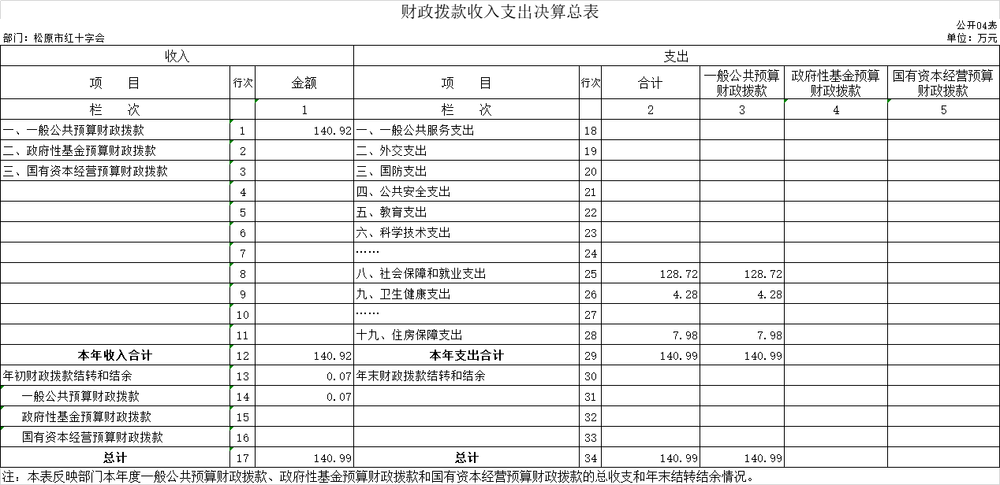 财政拨款收入支出决算总表
公开04表
部门：松原市红十字会 单位：万元
收入 支出
项 目 行次 金额 项 目 行次 合计 一般公共预算财政拨款 政府性基金预算财政拨款 国有资本经营预算财政拨款
栏 次 1 栏 次 2 3 4 5
一、一般公共预算财政拨款 1 140.92 一、一般公共服务支出 18
二、政府性基金预算财政拨款 2 二、外交支出 19
三、国有资本经营预算财政拨款 3 三、国防支出 20
4 四、公共安全支出 21
5 五、教育支出 22
6 六、科学技术支出 23
7 …… 24
8 八、社会保障和就业支出 25 128.72 128.72
9 九、卫生健康支出 26 4.28 4.28
10 …… 27
11 十九、住房保障支出 28 7.98 7.98
本年收入合计 12 140.92 本年支出合计 29 140.99 140.99
年初财政拨款结转和结余 13 0.07 年末财政拨款结转和结余 30
一般公共预算财政拨款 14 0.07 31
政府性基金预算财政拨款 15 32
国有资本经营预算财政拨款 16 33
总计 17 140.99 总计 34 140.99 140.99
注：本表反映部门本年度一般公共预算财政拨款、政府性基金预算财政拨款和国有资本经营预算财政拨款的总收支和年末结转结余情况。